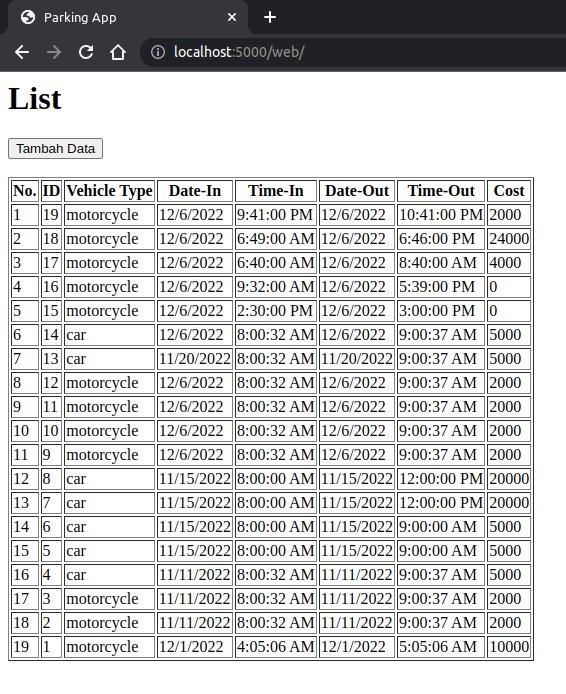 Parking App
localhost:5000/web/
List
Tambah Data
No. ID Vehicle Type Date-In Time-In Date-Out Time-Out Cost
1 19 motorcycle 12/6/2022 9:41:00 PM 12/6/2022 10:41:00 PM 2000
2 18 motorcycle 12/6/2022 6:49:00 AM 12/6/2022 6:46:00 PM 24000
3 17 motorcycle 12/6/2022 6:40:00 AM 12/6/2022 8:40:00 AM 4000
4 16 motorcycle 12/6/2022 9:32:00 AM 12/6/2022 5:39:00 PM 0
5 15 motorcycle 12/6/2022 2:30:00 PM 12/6/2022 3:00:00 PM 0
6 14 car 12/6/2022 8:00:32 AM 12/6/2022 9:00:37 AM 5000
7 13 car 11/20/2022 8:00:32 AM 11/20/2022 9:00:37 AM 5000
8 12 motorcycle 12/6/2022 8:00:32 AM 12/6/2022 9:00:37 AM 2000
9 11 motorcycle 12/6/2022 8:00:32 AM 12/6/2022 9:00:37 AM 2000
10 10 motorcycle 12/6/2022 8:00:32 AM 12/6/2022 9:00:37 AM 2000
11 9 motorcycle 12/6/2022 8:00:32 AM 12/6/2022 9:00:37 AM 2000
12 8 car 11/15/2022 8:00:00 AM 11/15/2022 12:00:00 PM 20000
13 7 car 11/15/2022 8:00:00 AM 11/15/2022 12:00:00 PM 20000
14 6 car 11/15/2022 8:00:00 AM 11/15/2022 9:00:00 AM 5000
15 5 car 11/15/2022 8:00:00 AM 11/15/2022 9:00:00 AM 5000
16 4 car 11/11/2022 8:00:32 AM 11/11/2022 9:00:37 AM 5000
17 3 motorcycle 11/11/2022 8:00:32 AM 11/11/2022 9:00:37 AM 2000
18 2 motorcycle 11/11/2022 8:00:32 AM 11/11/2022 9:00:37 AM 2000
19 1 motorcycle 12/1/2022 4:05:06 AM 12/1/2022 5:05:06 AM 10000